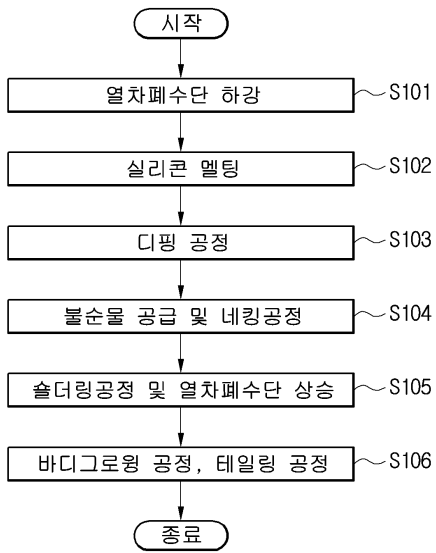 시작
열차폐수단 하강 S101
실리콘 멜팅 S102
디핑 공정 S103
불순물 공급 및 네킹공정 S104
숄더링공정 및 열차폐수단 상승 S105
바디그로윙 공정, 테일링 공정 S106
종료